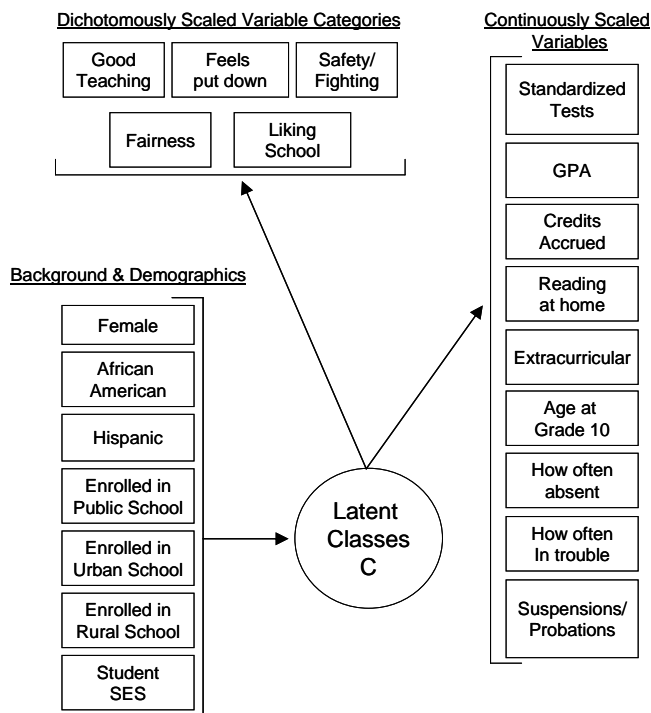 Dichotomously Scaled Variable Categories
Good
Teaching
Feels
put down
Safety/
Fighting
Fairness
Liking
School
Continuously Scaled
Variables
Standardized
Tests
GPA
Credits
Accrued
Reading
at home
Extracurricular
Age at
Grade 10
How often
absent
How often
In trouble
Suspensions/
Probations
Background & Demographics
Female
African
American
Hispanic
Enrolled in
Public School
Enrolled in
Urban School
Enrolled in
Rural School
Student
SES
Latent
Classes
C